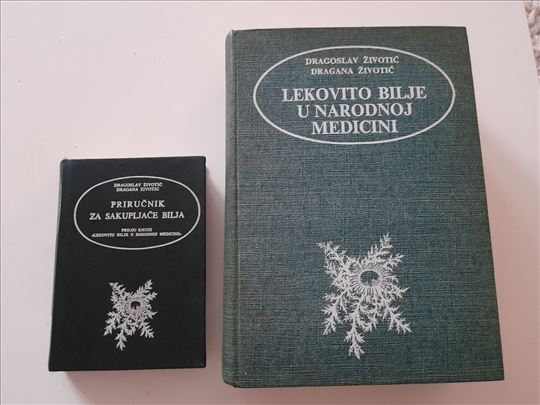 DRAGOSLAV ŽIVOTIĆ
DRAGANA ŽIVOTIĆ
PRIRUČNIK
ZA SAKUPLJAČE BILJA
PRILOG KNJIZI
«LEKOVITO BILJE U NARODNOJ MEDICINI»
DRAGOSLAV ŽIVOTIĆ
DRAGANA ŽIVOTIĆ
LEKOVITO BILJE
U NARODNOJ
MEDICINI